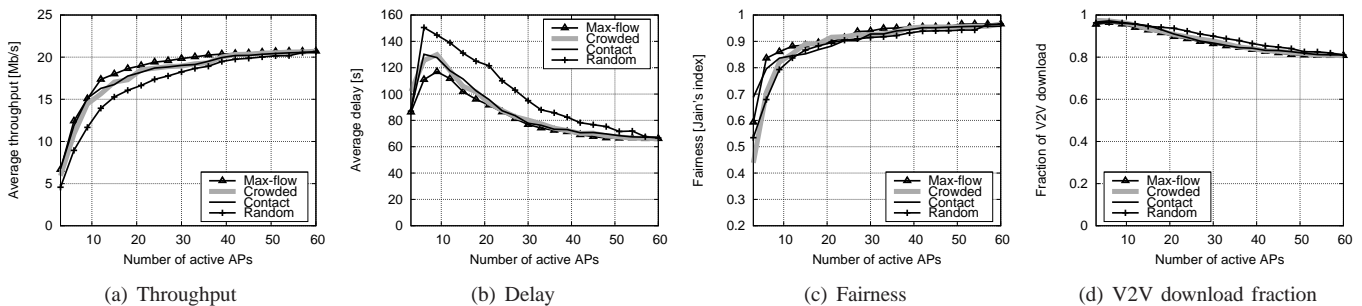 Average throughput [Mb/s]
25
20
15
10
5
0
Max-flow
Crowded
Contact
Random
10 20 30 40 50 60
Number of active APs
(a) Throughput
Average delay [s]
160
140
120
100
80
60
40
20
0
Max-flow
Crowded
Contact
Random
10 20 30 40 50 60
Number of active APs
(b) Delay
Fairness [Jain's index]
1
0.9
0.8
0.7
0.6
0.5
0.4
0.3
0.2
Max-flow
Crowded
Contact
Random
10 20 30 40 50 60
Number of active APs
(c) Fairness
Fraction of V2V download
1
0.8
0.6
0.4
0.2
0
Max-flow
Crowded
Contact
Random
10 20 30 40 50 60
Number of active APs
(d) V2V download fraction